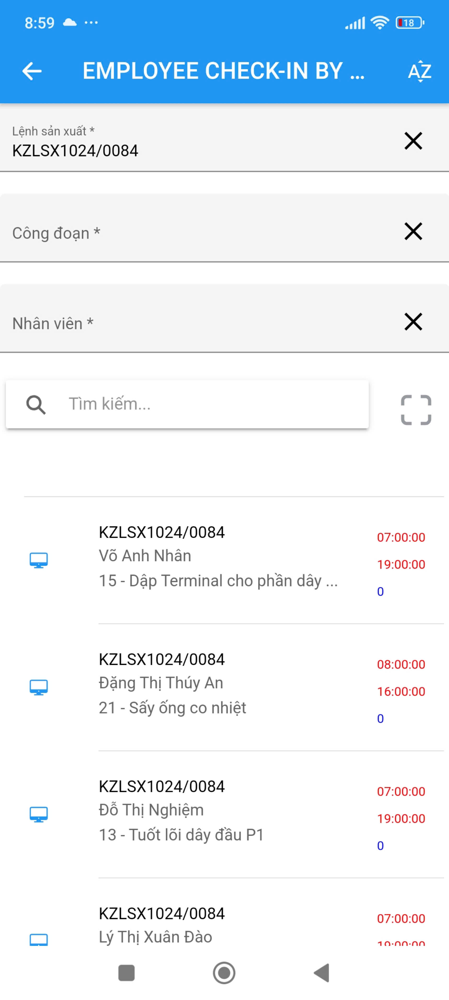 8:59 ...
18
EMPLOYEE CHECK-IN BY ...
AZ
Lệnh sản xuất *
KZLSX1024/0084
Công đoạn *
Nhân viên *
Tìm kiếm...
KZLSX1024/0084
07:00:00
Võ Anh Nhân
19:00:00
15 - Dập Terminal cho phần dây ...
0
KZLSX1024/0084
08:00:00
Đặng Thị Thúy An
16:00:00
21 - Sấy ống co nhiệt
0
KZLSX1024/0084
07:00:00
Đỗ Thị Nghiệm
19:00:00
13 - Tuốt lõi dây đầu P1
0
KZLSX1024/0084
07:00:00
Lý Thị Xuân Đào
19:00:00